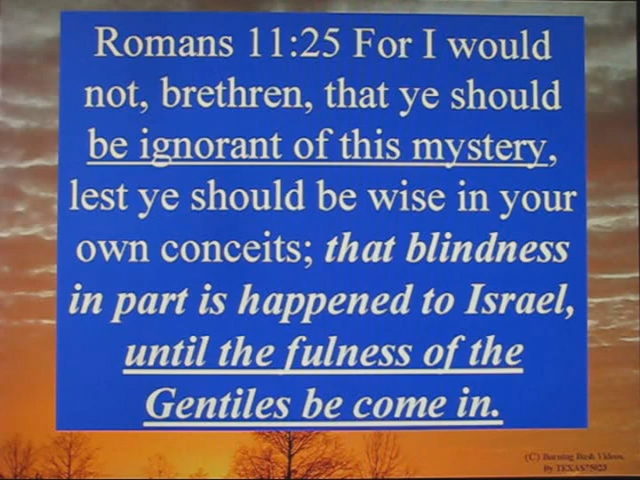 Romans 11:25 For I would
not, brethren, that ye should
be ignorant of this mystery,
lest ye should be wise in your
own conceits; that blindness
in part is happened to Israel,
until the fulness of the
Gentiles be come in.
(C) Burning Bush Videos,
By TEXAS75023